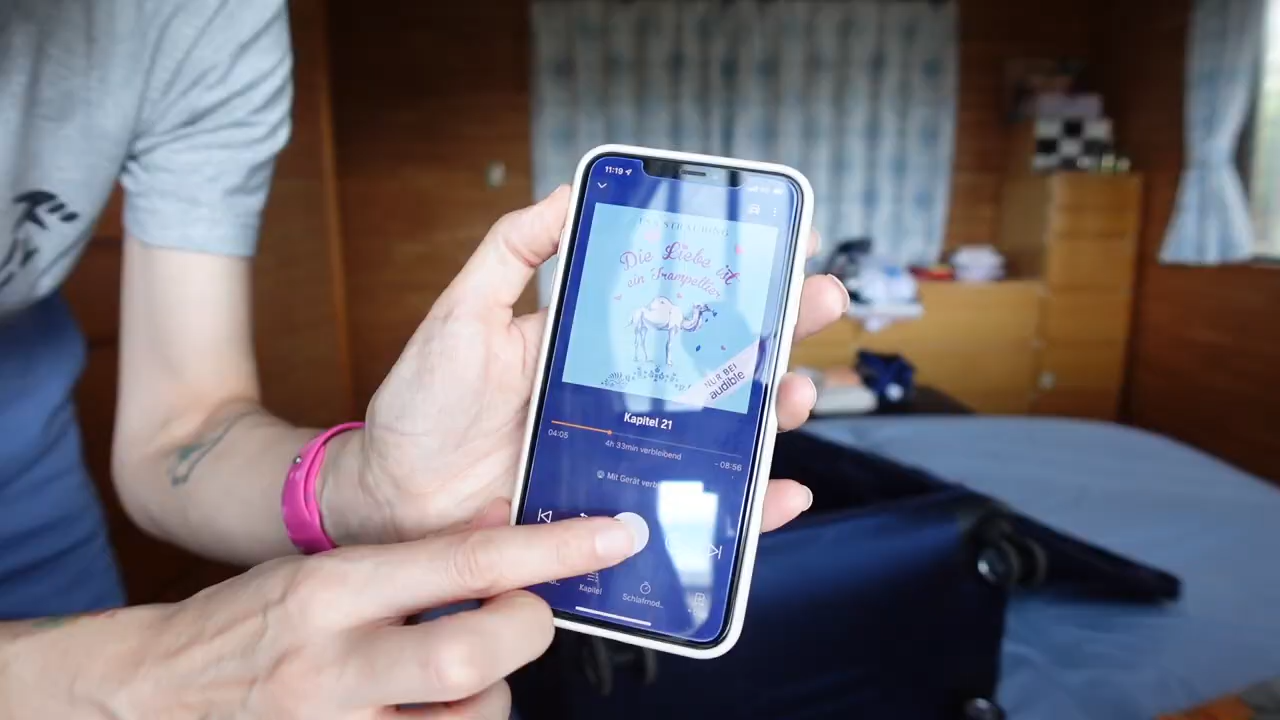 11:19
Die Liebe ist
ein Trampeltier
NUR BEI
audible
Kapitel 21
04:05
4h 33min verbleibend
- 08:56
Mit Gerät verb
Kapitel
Schlafmod...